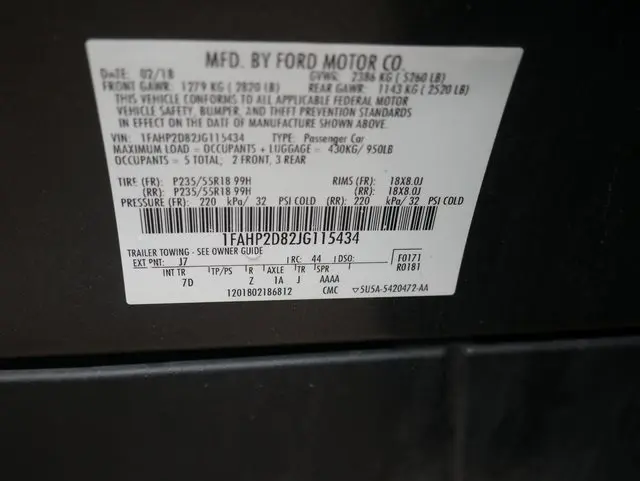 MFD. BY FORD MOTOR CO.
DATE: 02/18 GVWR: 2386 KG ( 5260 LB)
FRONT GAWR: 1279 KG ( 2820 LB) REAR GAWR: 1143 KG ( 2520 LB)
THIS VEHICLE CONFORMS TO ALL APPLICABLE FEDERAL MOTOR
VEHICLE SAFETY, BUMPER, AND THEFT PREVENTION STANDARDS
IN EFFECT ON THE DATE OF MANUFACTURE SHOWN ABOVE.
VIN: 1FAHP2D82JG115434 TYPE: Passenger Car
MAXIMUM LOAD = OCCUPANTS + LUGGAGE = 430KG/ 950LB
OCCUPANTS = 5 TOTAL; 2 FRONT, 3 REAR
TIRE (FR): P235/55R18 99H RIMS (FR): 18X8.0J
(RR): P235/55R18 99H (RR): 18X8.0J
PRESSURE (FR): 220 kPa/ 32 PSI COLD (RR): 220 kPa/ 32 PSI COLD
1FAHP2D82JG115434
TRAILER TOWING - SEE OWNER GUIDE
EXT PNT: J7 RC: 44 F0171
INT TR TP/PS R AXLE TR SPR R0181
7D Z 1A J AAAA
1201802186812 CMC ▽5U5A-5420472-AA